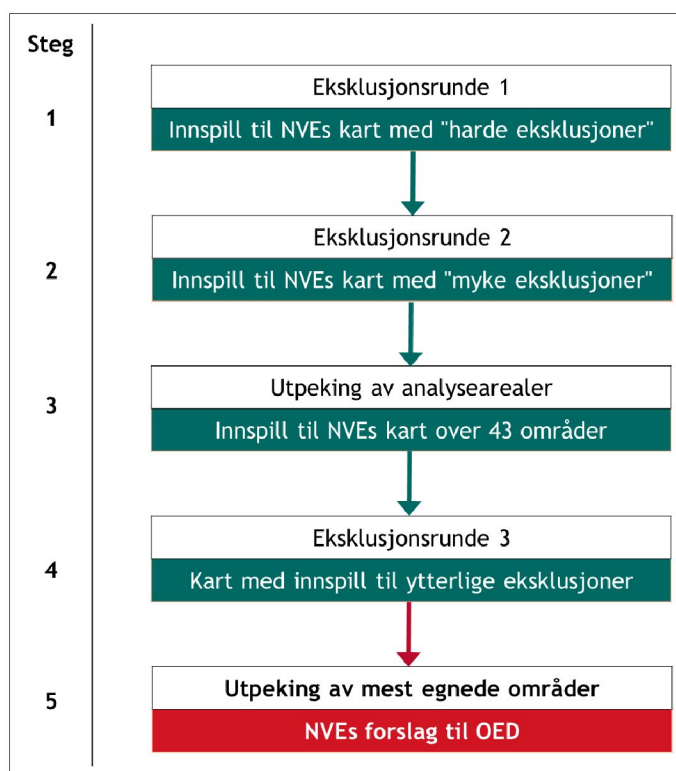 Steg
1
Eksklusjonsrunde 1
Innspill til NVEs kart med "harde eksklusjoner"
2
Eksklusjonsrunde 2
Innspill til NVEs kart med "myke eksklusjoner"
3
Utpeking av analysearealer
Innspill til NVEs kart over 43 områder
4
Eksklusjonsrunde 3
Kart med innspill til ytterlige eksklusjoner
5
Utpeking av mest egnede områder
NVEs forslag til OED